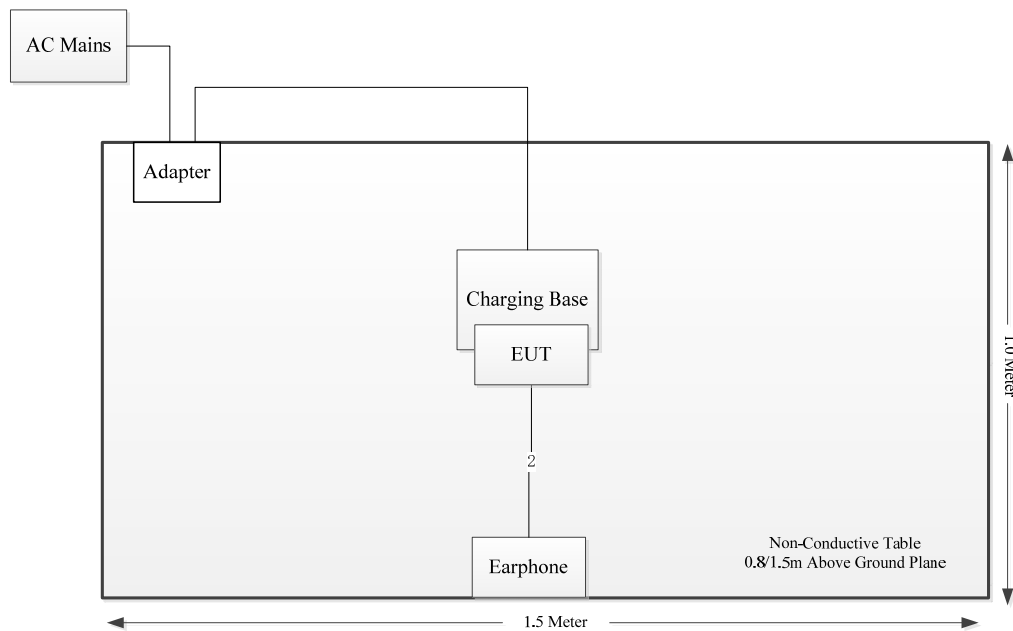 AC Mains
Adapter
Charging Base
EUT
1.0 Meter
2
Earphone
Non-Conductive Table
0.8/1.5m Above Ground Plane
1.5 Meter